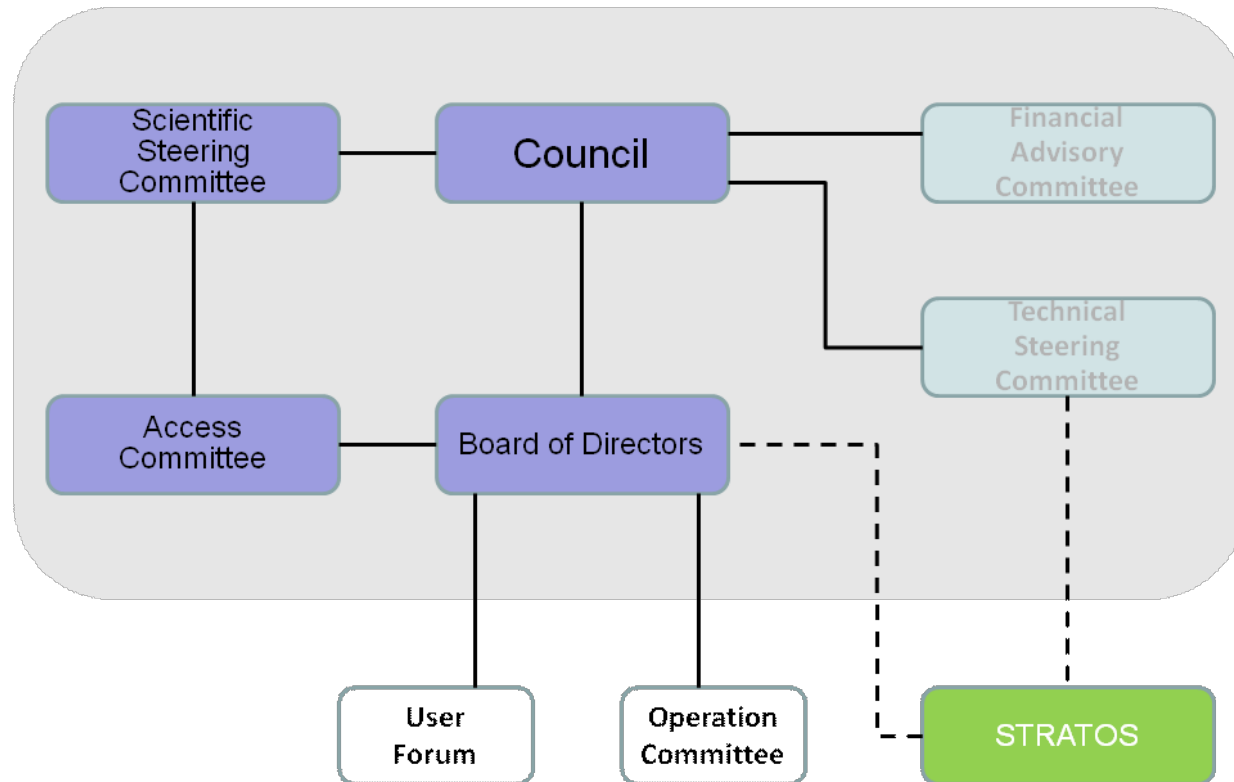 Scientific
Steering
Committee
Council
Financial
Advisory
Committee
Technical
Steering
Committee
Access
Committee
Board of Directors
User
Forum
Operation
Committee
STRATOS